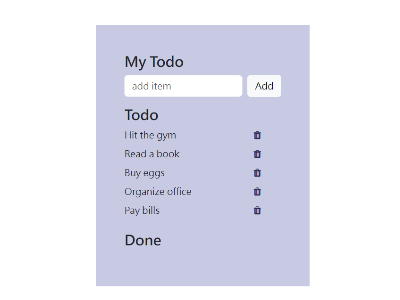 My Todo
add item Add
Todo
Hit the gym
Read a book
Buy eggs
Organize office
Pay bills
Done